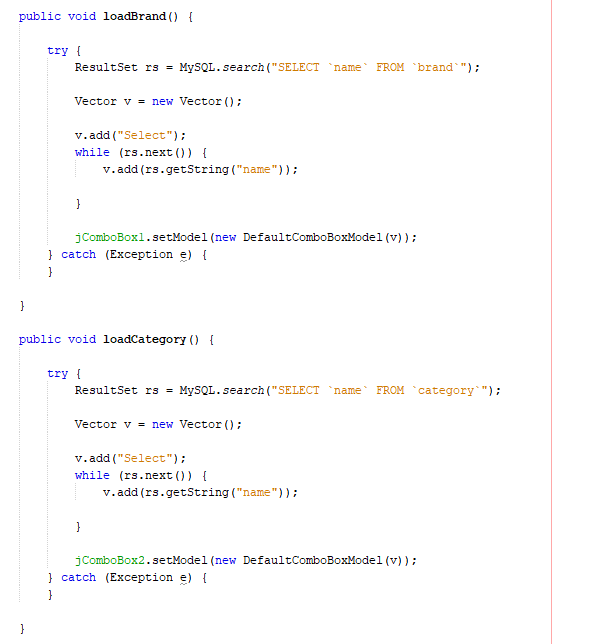 public void loadBrand() {
try {
ResultSet rs = MySQL.search("SELECT `name` FROM `brand`");
Vector v = new Vector();
v.add("Select");
while (rs.next()) {
v.add(rs.getString("name"));
}
jComboBox1.setModel(new DefaultComboBoxModel(v));
} catch (Exception e) {
}
}
public void loadCategory() {
try {
ResultSet rs = MySQL.search("SELECT `name` FROM `category`");
Vector v = new Vector();
v.add("Select");
while (rs.next()) {
v.add(rs.getString("name"));
}
jComboBox2.setModel(new DefaultComboBoxModel(v));
} catch (Exception e) {
}
}